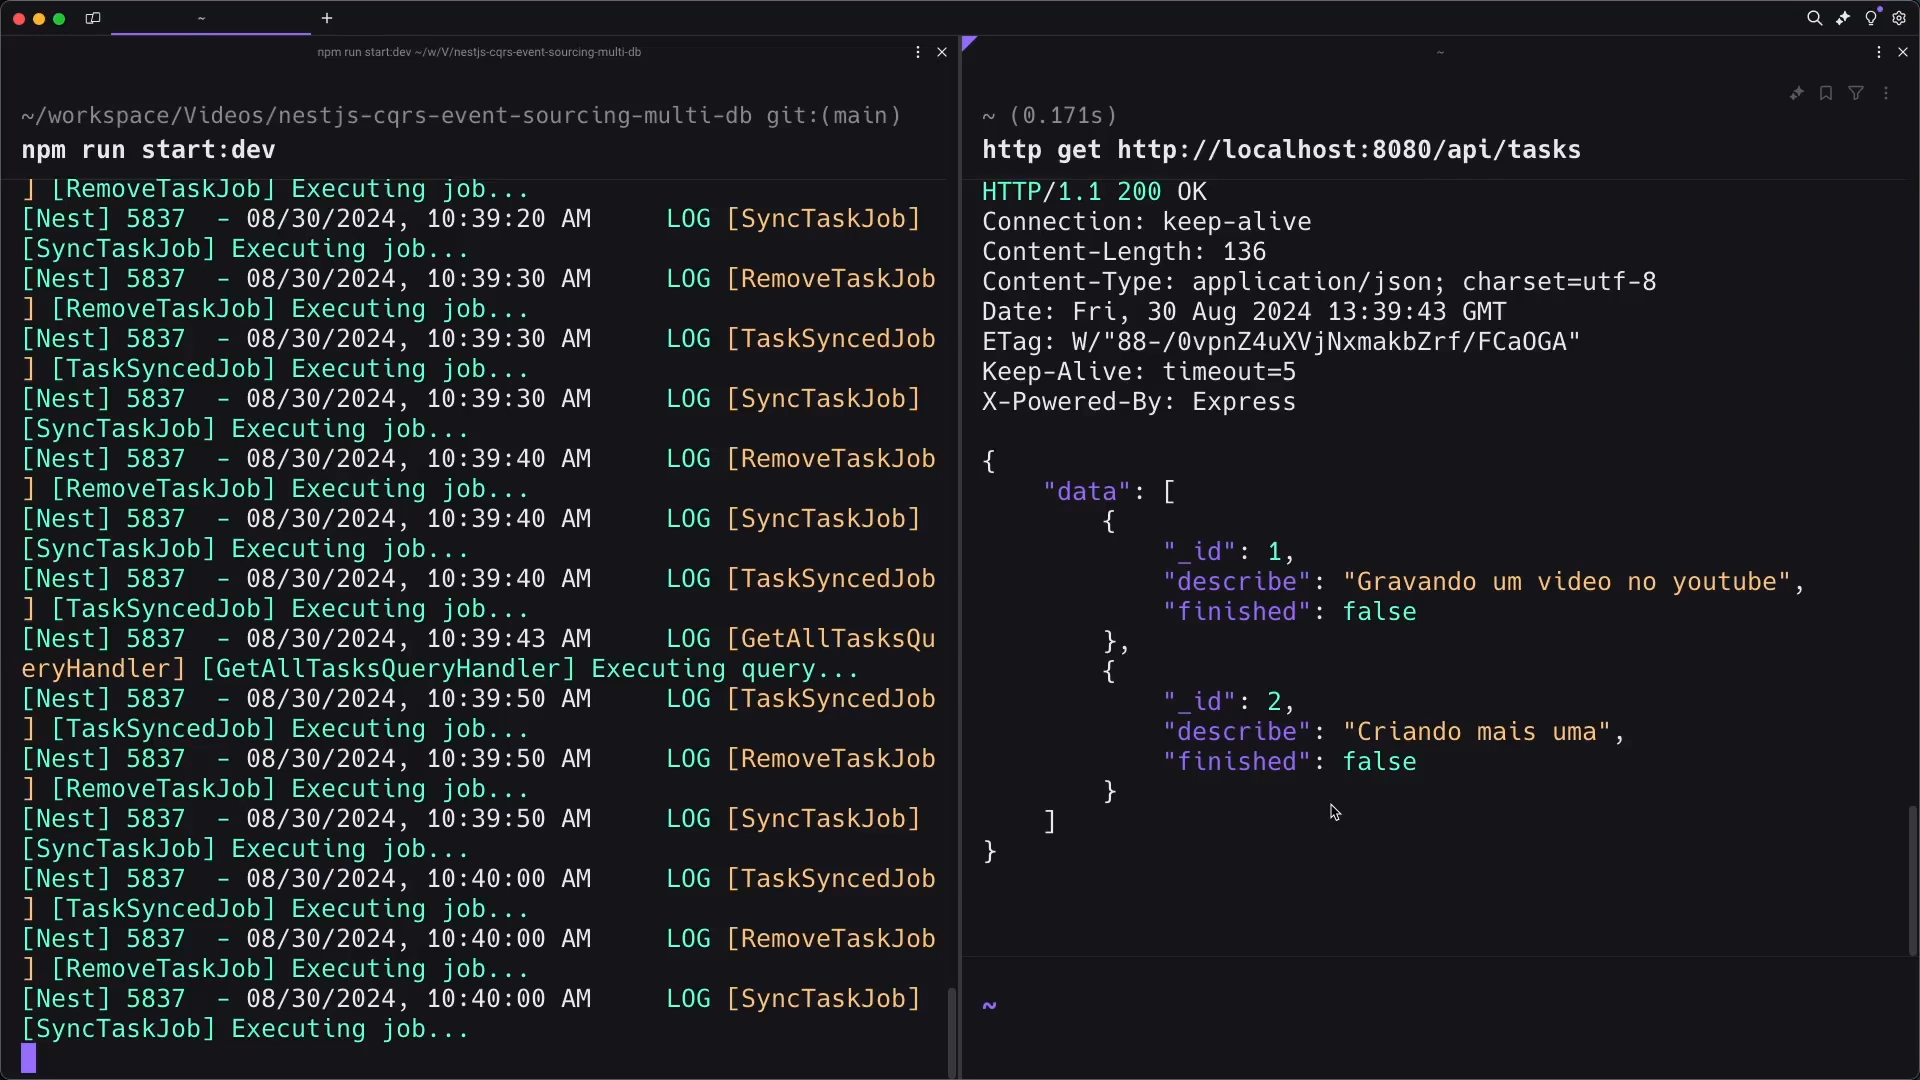 ~
npm run start:dev ~/w/V/nestjs-cqrs-event-sourcing-multi-db
~/workspace/Videos/nestjs-cqrs-event-sourcing-multi-db git:(main)
npm run start:dev
] [RemoveTaskJob] Executing job...
[Nest] 5837  - 08/30/2024, 10:39:20 AM     LOG [SyncTaskJob]
[SyncTaskJob] Executing job...
[Nest] 5837  - 08/30/2024, 10:39:30 AM     LOG [RemoveTaskJob
] [RemoveTaskJob] Executing job...
[Nest] 5837  - 08/30/2024, 10:39:30 AM     LOG [TaskSyncedJob
] [TaskSyncedJob] Executing job...
[Nest] 5837  - 08/30/2024, 10:39:30 AM     LOG [SyncTaskJob]
[SyncTaskJob] Executing job...
[Nest] 5837  - 08/30/2024, 10:39:40 AM     LOG [RemoveTaskJob
] [RemoveTaskJob] Executing job...
[Nest] 5837  - 08/30/2024, 10:39:40 AM     LOG [SyncTaskJob]
[SyncTaskJob] Executing job...
[Nest] 5837  - 08/30/2024, 10:39:40 AM     LOG [TaskSyncedJob
] [TaskSyncedJob] Executing job...
[Nest] 5837  - 08/30/2024, 10:39:43 AM     LOG [GetAllTasksQu
eryHandler] [GetAllTasksQueryHandler] Executing query...
[Nest] 5837  - 08/30/2024, 10:39:50 AM     LOG [TaskSyncedJob
] [TaskSyncedJob] Executing job...
[Nest] 5837  - 08/30/2024, 10:39:50 AM     LOG [RemoveTaskJob
] [RemoveTaskJob] Executing job...
[Nest] 5837  - 08/30/2024, 10:39:50 AM     LOG [SyncTaskJob]
[SyncTaskJob] Executing job...
[Nest] 5837  - 08/30/2024, 10:40:00 AM     LOG [TaskSyncedJob
] [TaskSyncedJob] Executing job...
[Nest] 5837  - 08/30/2024, 10:40:00 AM     LOG [RemoveTaskJob
] [RemoveTaskJob] Executing job...
[Nest] 5837  - 08/30/2024, 10:40:00 AM     LOG [SyncTaskJob]
[SyncTaskJob] Executing job...
~
~ (0.171s)
http get http://localhost:8080/api/tasks
HTTP/1.1 200 OK
Connection: keep-alive
Content-Length: 136
Content-Type: application/json; charset=utf-8
Date: Fri, 30 Aug 2024 13:39:43 GMT
ETag: W/"88-/0vpnZ4uXVjNxmakbZrf/FCaOGA"
Keep-Alive: timeout=5
X-Powered-By: Express
{
    "data": [
        {
            "_id": 1,
            "describe": "Gravando um video no youtube",
            "finished": false
        },
        {
            "_id": 2,
            "describe": "Criando mais uma",
            "finished": false
        }
    ]
}
~